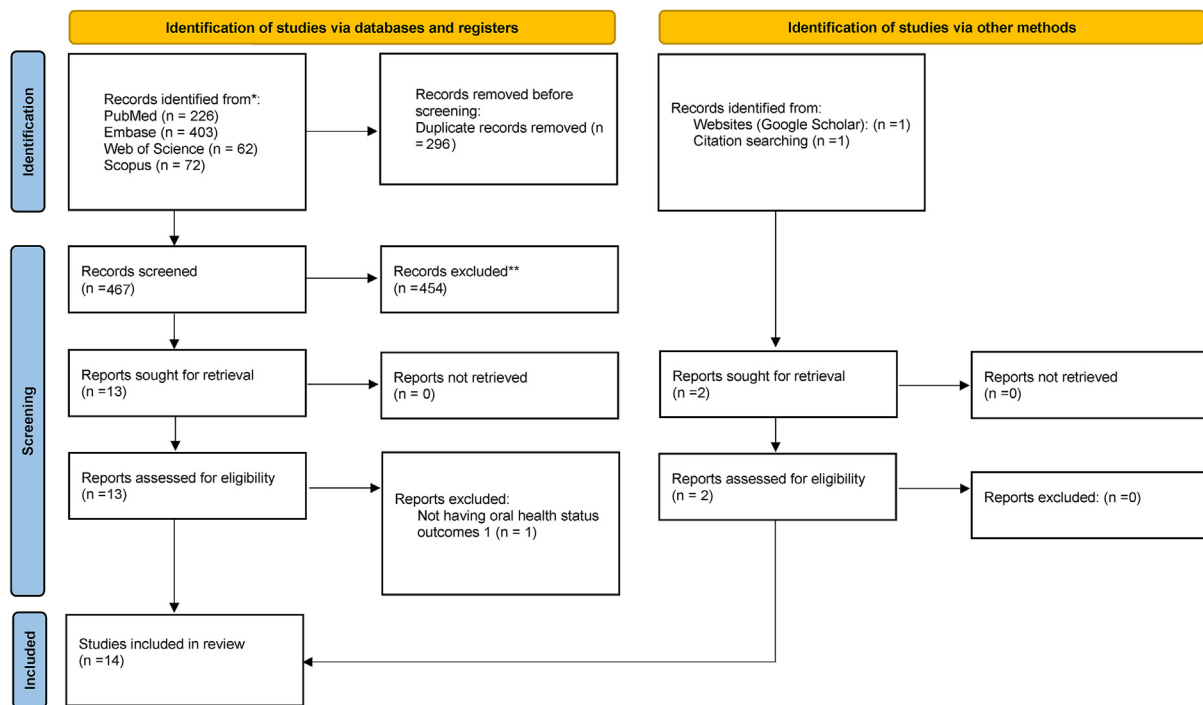 Identification of studies via databases and registers
Identification of studies via other methods
Identification
Records identified from*:
PubMed (n = 226)
Embase (n = 403)
Web of Science (n = 62)
Scopus (n = 72)
Records removed before
screening:
Duplicate records removed (n
= 296)
Records identified from:
Websites (Google Scholar): (n =1)
Citation searching (n =1)
Screening
Records screened
(n =467)
Records excluded**
(n =454)
Reports sought for retrieval
(n =13)
Reports not retrieved
(n = 0)
Reports sought for retrieval
(n =2)
Reports not retrieved
(n =0)
Reports assessed for eligibility
(n =13)
Reports excluded:
Not having oral health status
outcomes 1 (n = 1)
Reports assessed for eligibility
(n = 2)
Reports excluded: (n =0)
Included
Studies included in review
(n =14)